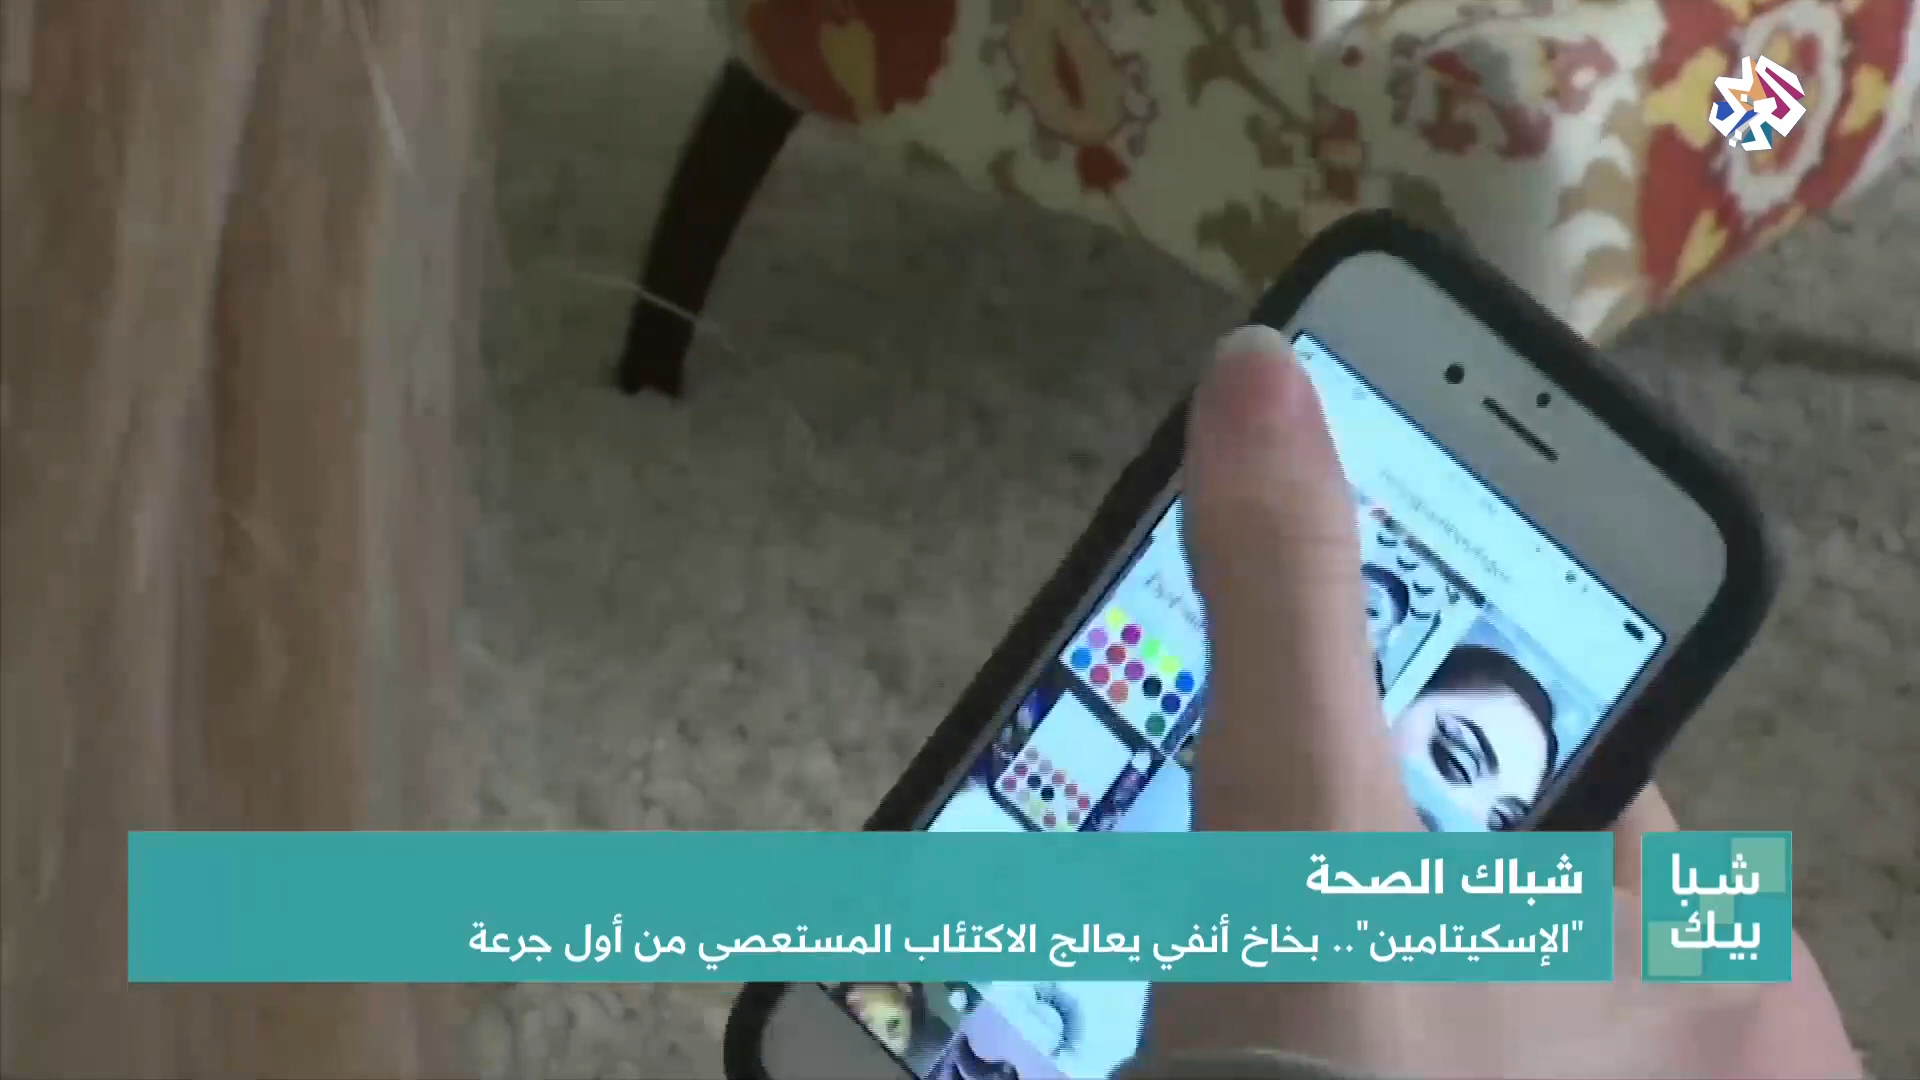 شباك الصحة
"الإسكيتامين".. بخاخ أنفي يعالج الاكتئاب المستعصي من أول جرعة
شبا
بيك